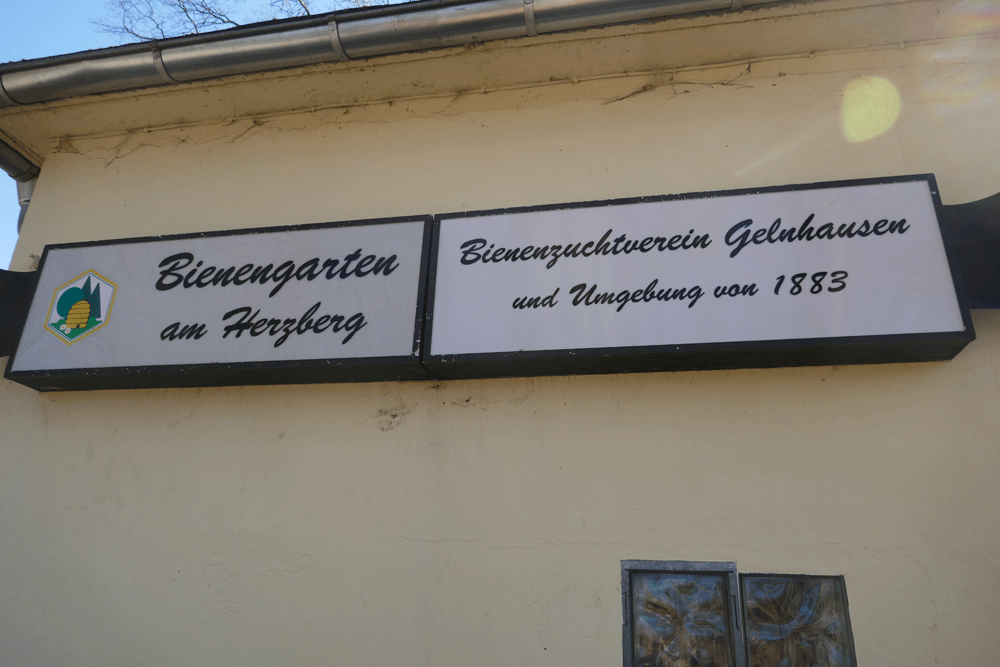 Bienengarten
am Herzberg
Bienenzuchtverein Gelnhausen
und Umgebung von 1883